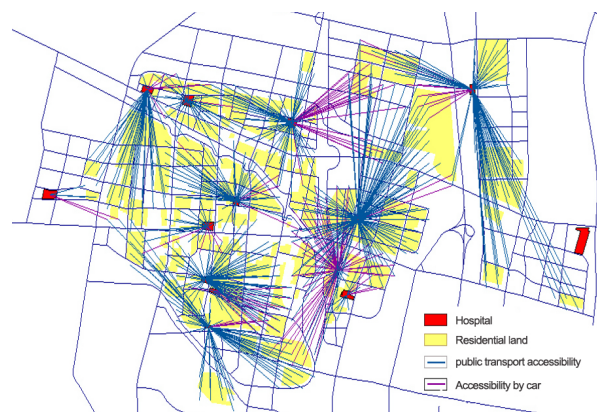 Hospital
Residential land
public transport accessibility
Accessibility by car